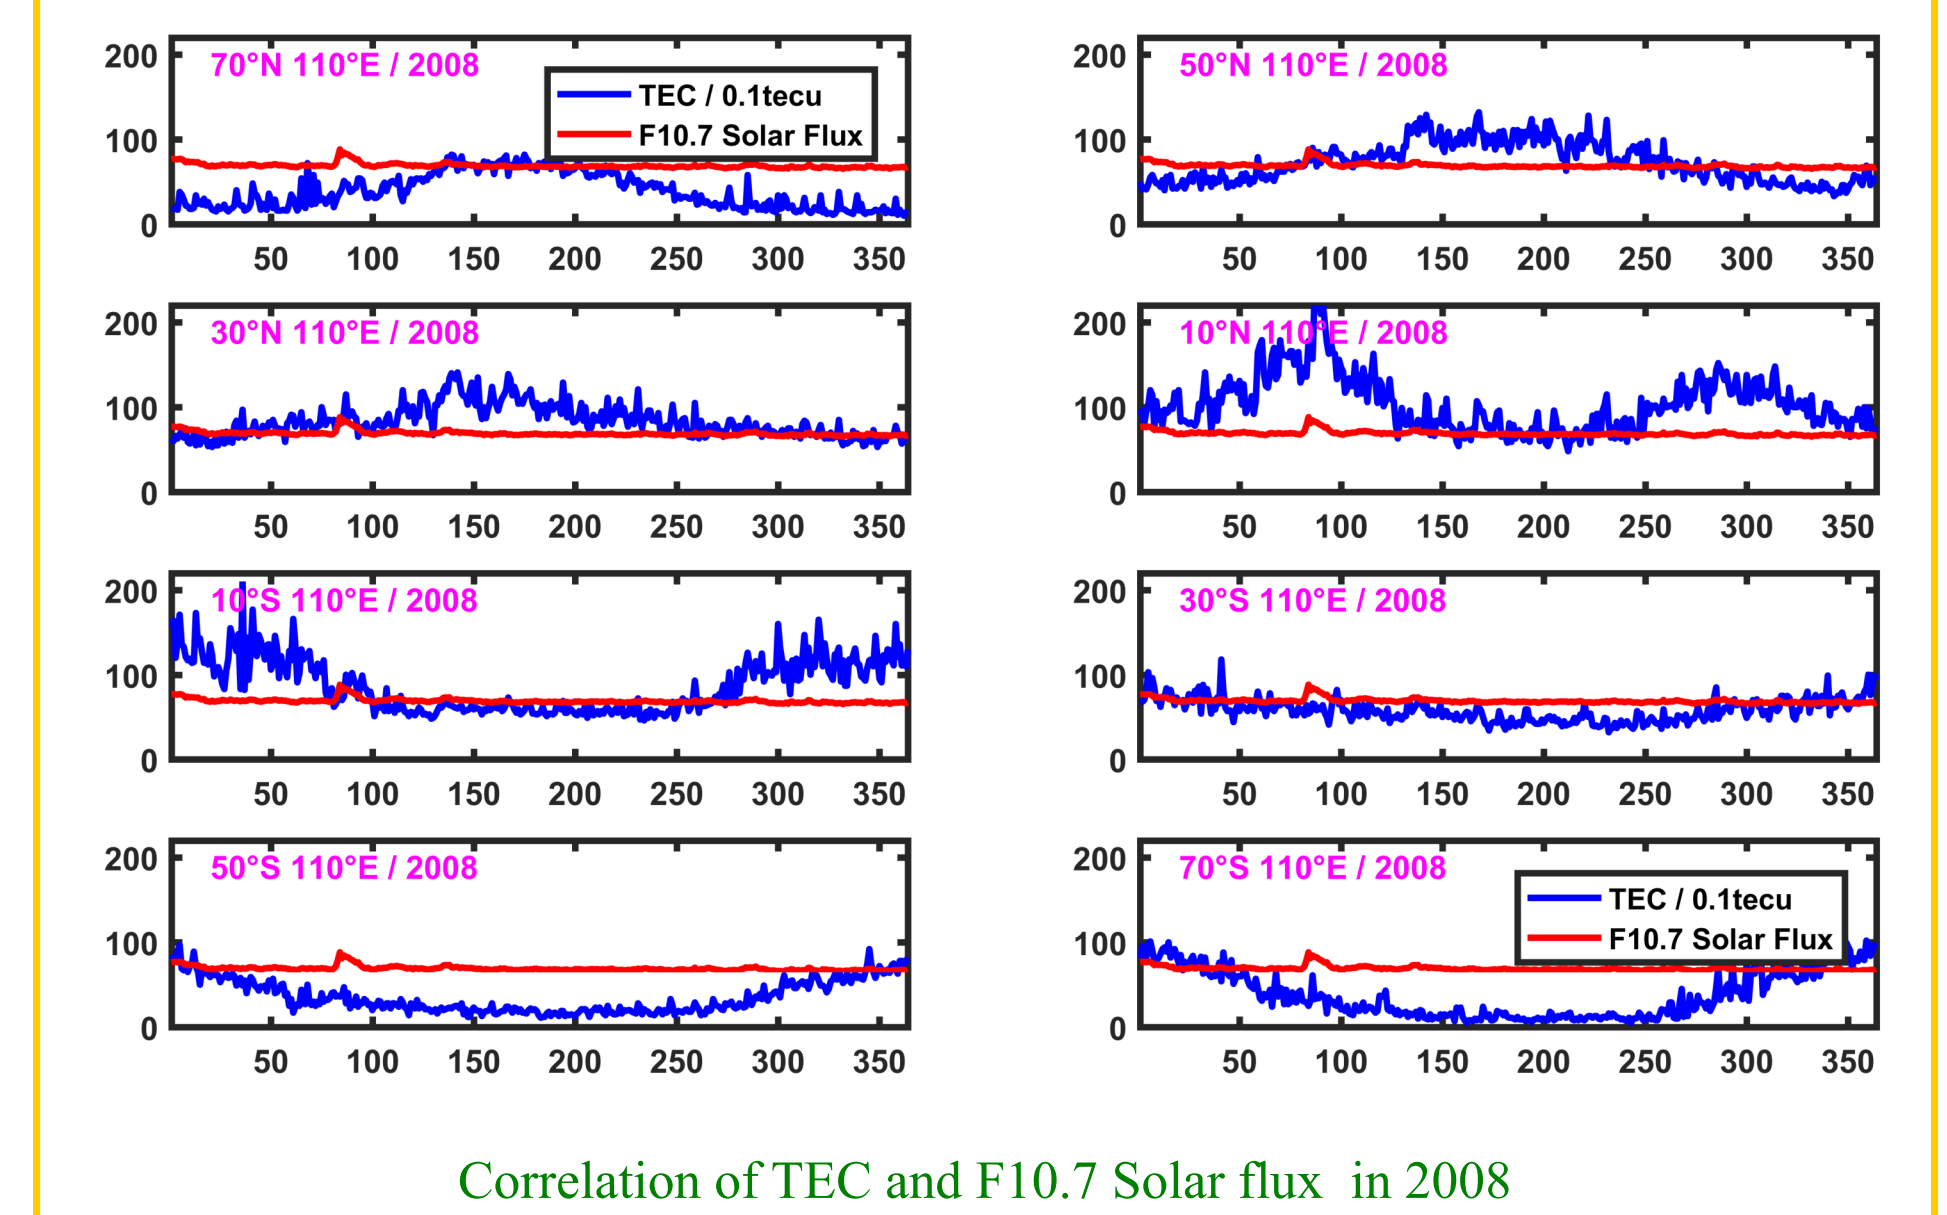 70°N 110°E / 2008
TEC / 0.1tecu
F10.7 Solar Flux
200
100
0
50 100 150 200 250 300 350
50°N 110°E / 2008
200
100
0
50 100 150 200 250 300 350
30°N 110°E / 2008
200
100
0
50 100 150 200 250 300 350
10°N 110°E / 2008
200
100
0
50 100 150 200 250 300 350
10°S 110°E / 2008
200
100
0
50 100 150 200 250 300 350
30°S 110°E / 2008
200
100
0
50 100 150 200 250 300 350
50°S 110°E / 2008
200
100
0
50 100 150 200 250 300 350
70°S 110°E / 2008
TEC / 0.1tecu
F10.7 Solar Flux
200
100
0
50 100 150 200 250 300 350
Correlation of TEC and F10.7 Solar flux in 2008